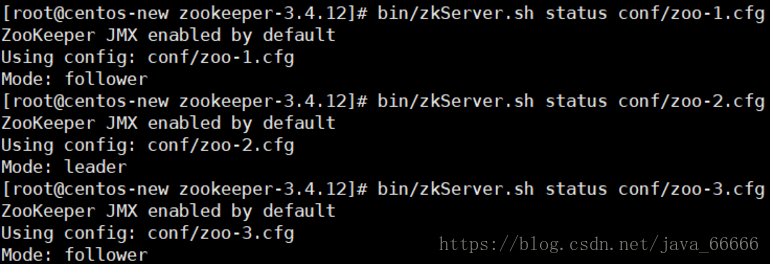 [root@centos-new zookeeper-3.4.12]# bin/zkServer.sh status conf/zoo-1.cfg
ZooKeeper JMX enabled by default
Using config: conf/zoo-1.cfg
Mode: follower
[root@centos-new zookeeper-3.4.12]# bin/zkServer.sh status conf/zoo-2.cfg
ZooKeeper JMX enabled by default
Using config: conf/zoo-2.cfg
Mode: leader
[root@centos-new zookeeper-3.4.12]# bin/zkServer.sh status conf/zoo-3.cfg
ZooKeeper JMX enabled by default
Using config: conf/zoo-3.cfg
Mode: follower
https://blog.csdn.net/java_66666